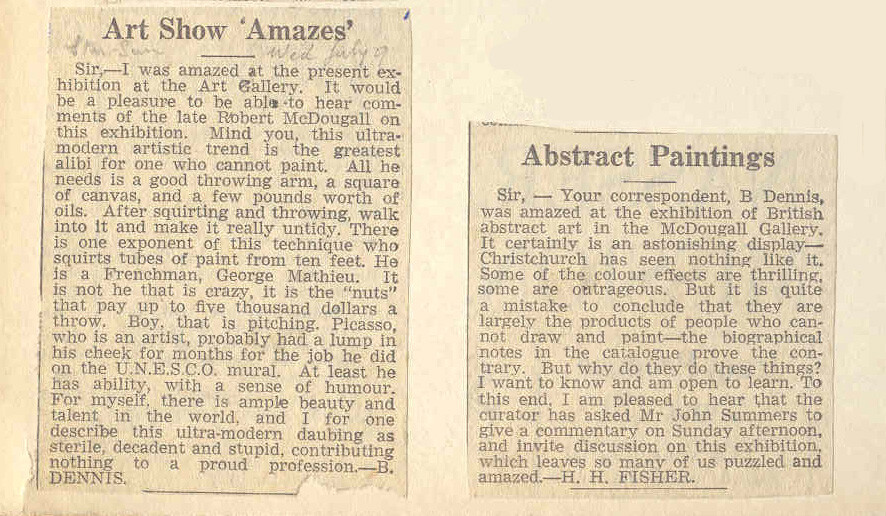 Art Show 'Amazes'
Star-Sun Wed July 9
Sir,—I was amazed at the present ex-
hibition at the Art Gallery. It would
be a pleasure to be able to hear com-
ments of the late Robert McDougall on
this exhibition. Mind you, this ultra-
modern artistic trend is the greatest
alibi for one who cannot paint. All he
needs is a good throwing arm, a square
of canvas, and a few pounds worth of
oils. After squirting and throwing, walk
into it and make it really untidy. There
is one exponent of this technique who
squirts tubes of paint from ten feet. He
is a Frenchman, George Mathieu. It
is not he that is crazy, it is the "nuts"
that pay up to five thousand dollars a
throw. Boy, that is pitching. Picasso,
who is an artist, probably had a lump in
his cheek for months for the job he did
on the U.N.E.S.C.O. mural. At least he
has ability, with a sense of humour.
For myself, there is ample beauty and
talent in the world, and I for one
describe this ultra-modern daubing as
sterile, decadent and stupid, contributing
nothing to a proud profession.—B.
DENNIS.
Abstract Paintings
Sir, — Your correspondent, B Dennis,
was amazed at the exhibition of British
abstract art in the McDougall Gallery.
It certainly is an astonishing display—
Christchurch has seen nothing like it.
Some of the colour effects are thrilling,
some are outrageous. But it is quite
a mistake to conclude that they are
largely the products of people who can-
not draw and paint—the biographical
notes in the catalogue prove the con-
trary. But why do they do these things?
I want to know and am open to learn. To
this end, I am pleased to hear that the
curator has asked Mr John Summers to
give a commentary on Sunday afternoon,
and invite discussion on this exhibition,
which leaves so many of us puzzled and
amazed.—H. H. FISHER.